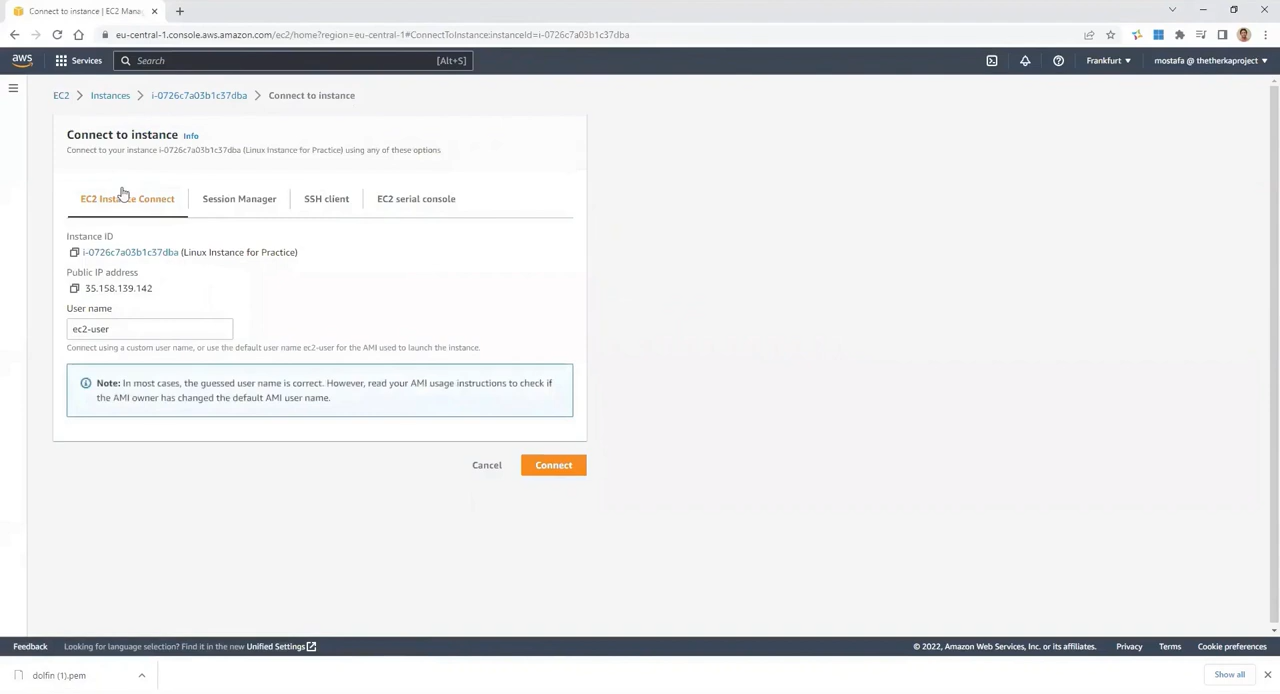 Connect to instance | EC2 Mana
eu-central-1.console.aws.amazon.com/ec2/home?region=eu-central-1#ConnectToInstance:instanceId=i-0726c7a03b1c37dba
aws Services Search [Alt+S] Frankfurt mostafa @ thetherkaproject
EC2 Instances i-0726c7a03b1c37dba Connect to instance
Connect to instance Info
Connect to your instance i-0726c7a03b1c37dba (Linux Instance for Practice) using any of these options
EC2 Instance Connect Session Manager SSH client EC2 serial console
Instance ID
i-0726c7a03b1c37dba (Linux Instance for Practice)
Public IP address
35.158.139.142
User name
ec2-user
Connect using a custom user name, or use the default user name ec2-user for the AMI used to launch the instance.
Note: In most cases, the guessed user name is correct. However, read your AMI usage instructions to check if
the AMI owner has changed the default AMI user name.
Cancel Connect
Feedback Looking for language selection? Find it in the new Unified Settings © 2022, Amazon Web Services, Inc. or its affiliates. Privacy Terms Cookie preferences
dolfin (1).pem Show all